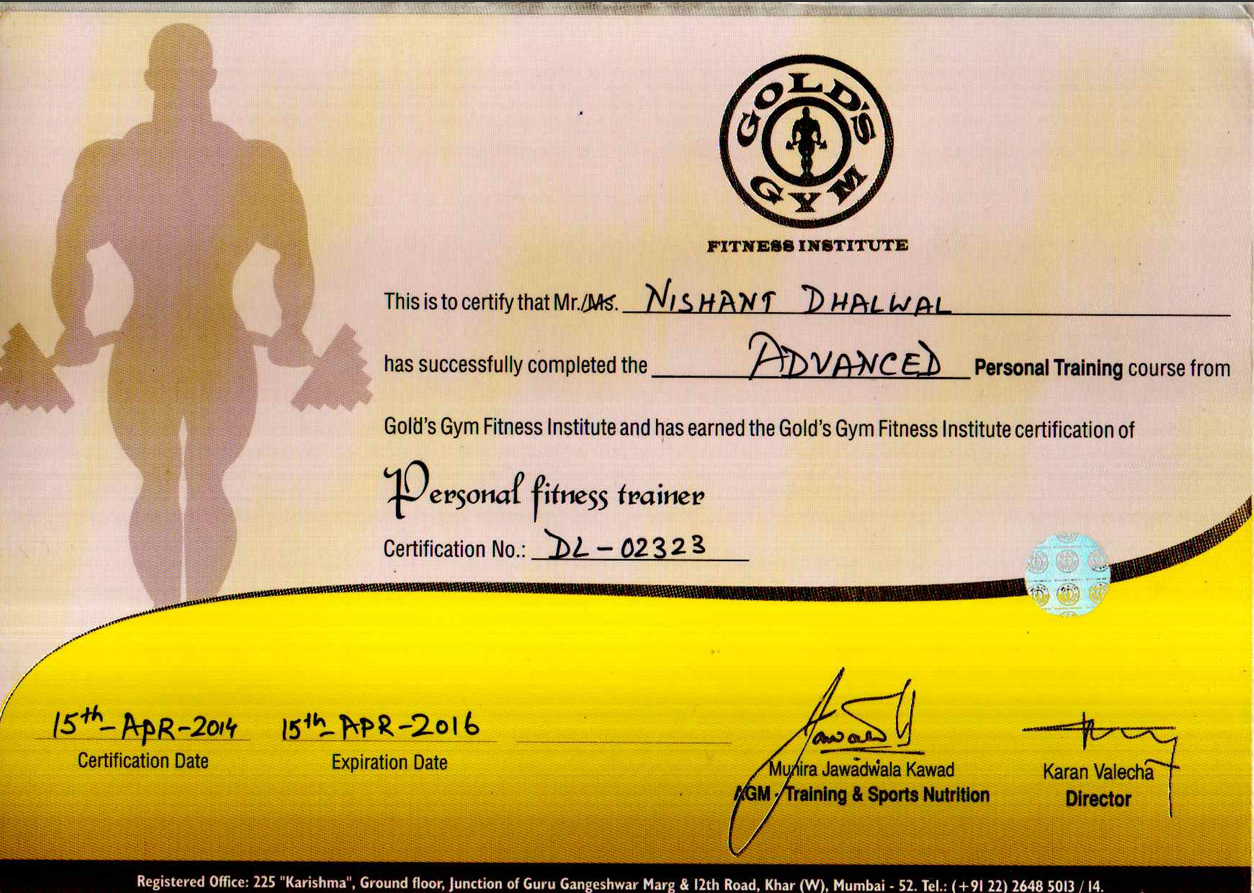 GOLD'S GYM
FITNESS INSTITUTE
This is to certify that Mr./Ms. NISHANT DHALWAL
has successfully completed the ADVANCED Personal Training course from
Gold's Gym Fitness Institute and has earned the Gold's Gym Fitness Institute certification of
Personal fitness trainer
Certification No.: DL-02323
15th-APR-2014 15th-APR-2016
Certification Date Expiration Date
Munira Jawadwala Kawad Karan Valecha
AGM - Training & Sports Nutrition Director
Registered Office: 225 "Karishma", Ground floor, Junction of Guru Gangeshwar Marg & 12th Road, Khar (W), Mumbai - 52. Tel.: (+91 22) 2648 5013 / 14.